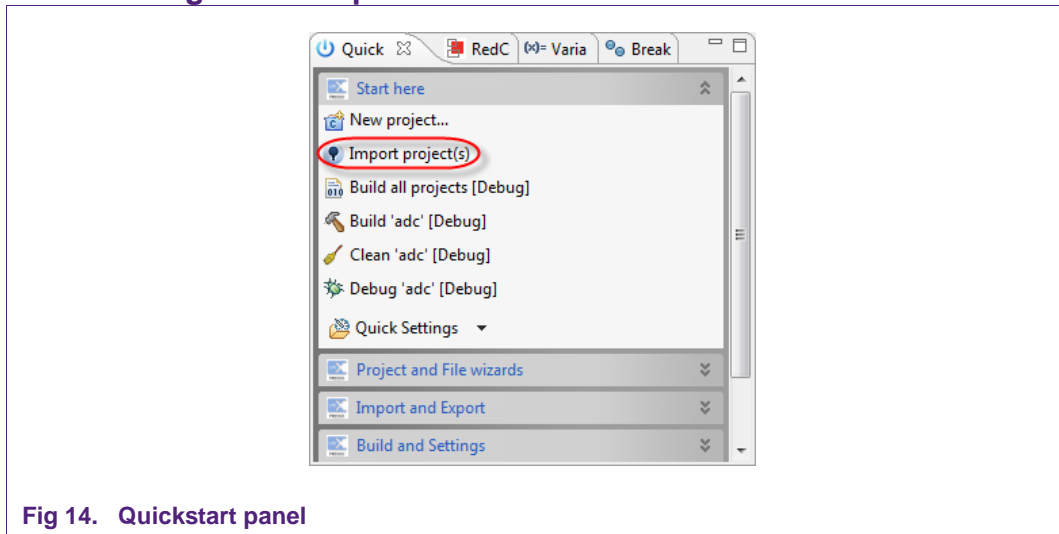 Quick RedC (x)= Varia Break
Start here
New project...
Import project(s)
Build all projects [Debug]
Build 'adc' [Debug]
Clean 'adc' [Debug]
Debug 'adc' [Debug]
Quick Settings
Project and File wizards
Import and Export
Build and Settings
Fig 14. Quickstart panel